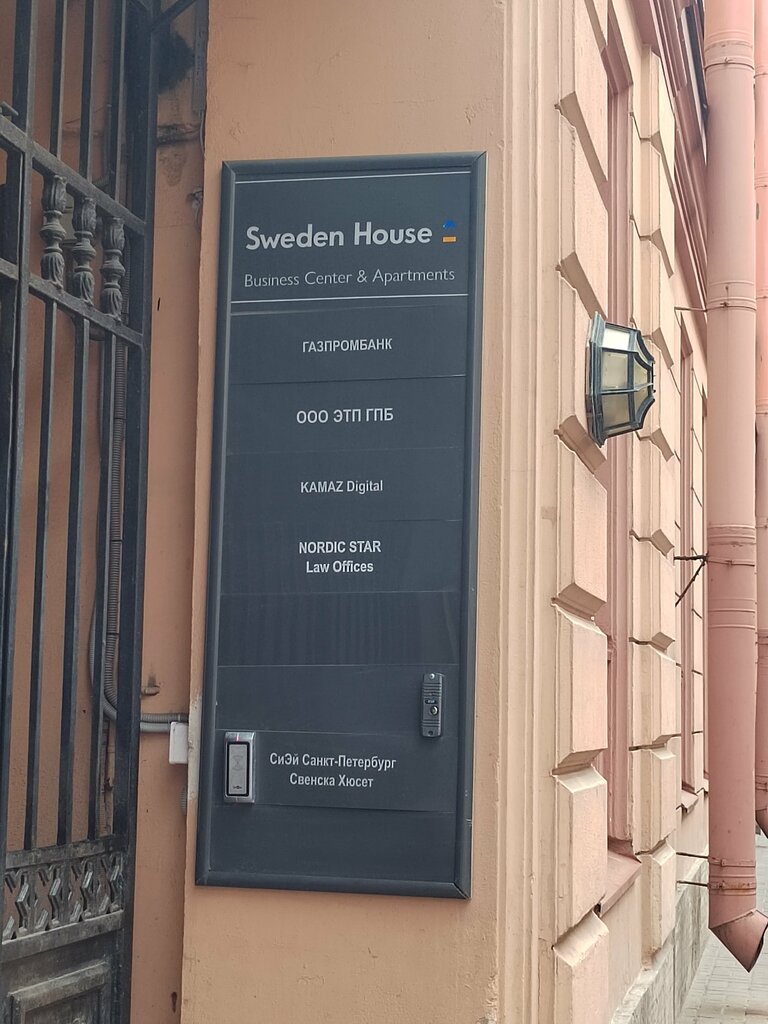 Sweden House
Business Center & Apartments
ГАЗПРОМБАНК
ООО ЭТП ГПБ
KAMAZ Digital
NORDIC STAR
Law Offices
СиЭй Санкт-Петербург
Свенска Хюсет